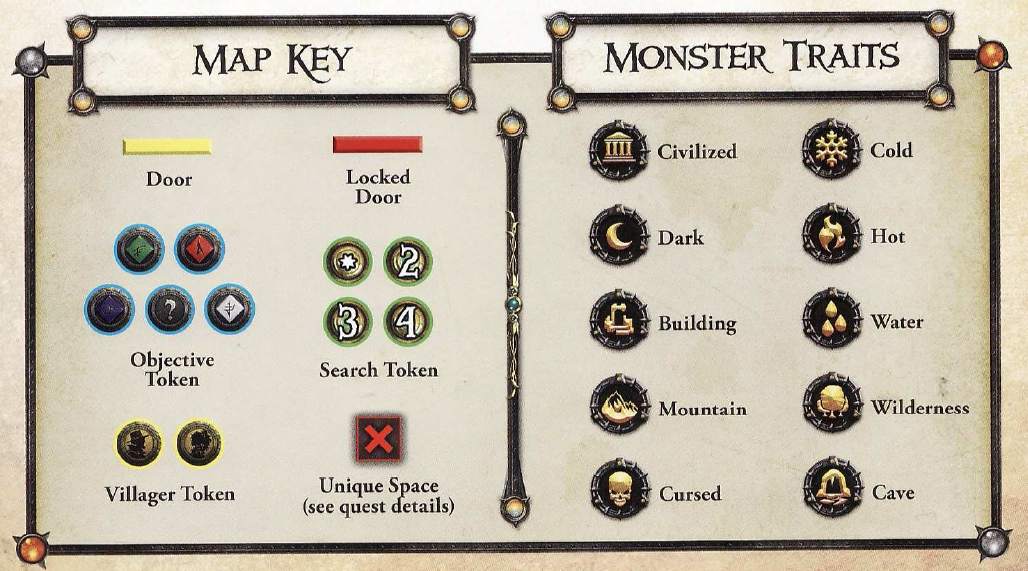 Map Key
Door
Locked
Door
2
3
4
?
Objective
Token
Search Token
Villager Token
Unique Space
(see quest details)
Monster Traits
Civilized
Cold
Dark
Hot
Building
Water
Mountain
Wilderness
Cursed
Cave